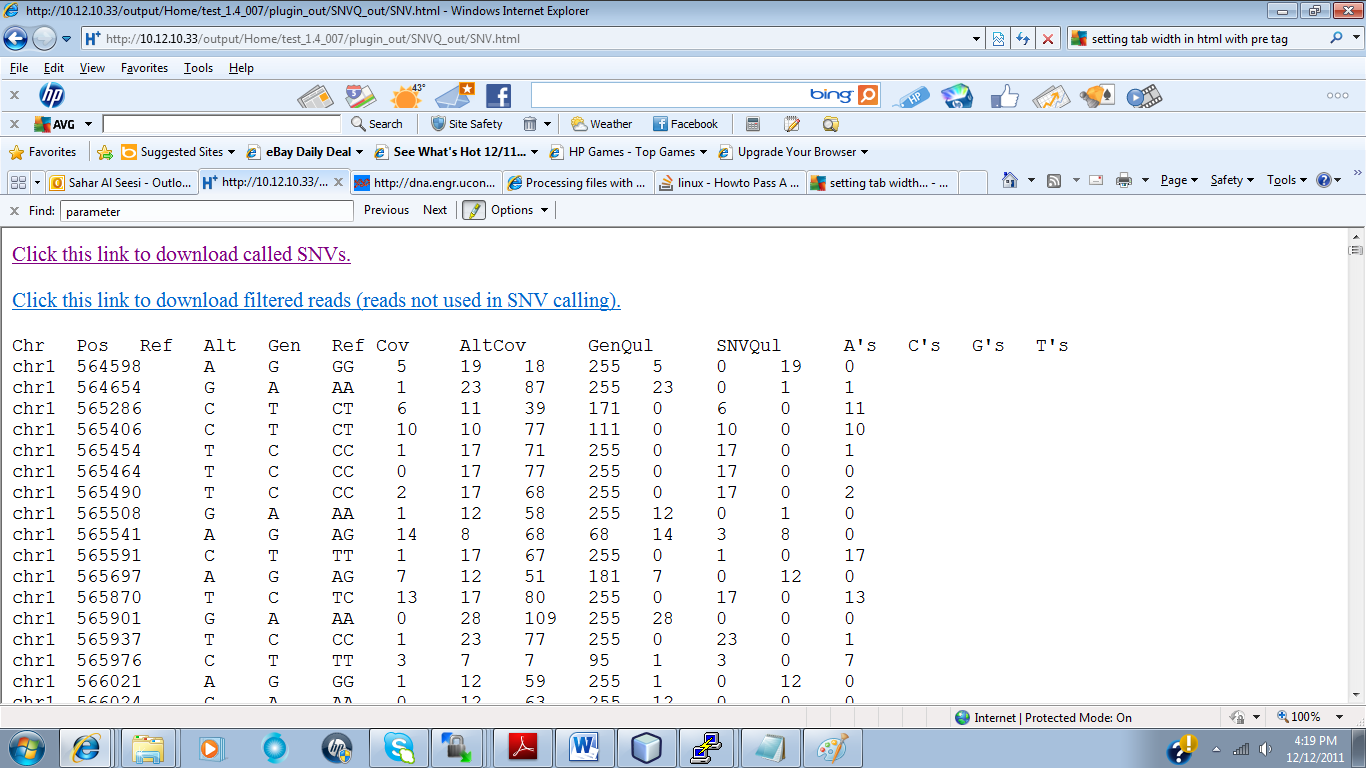 http://10.12.10.33/output/Home/test_1.4_007/plugin_out/SNVQ_out/SNV.html - Windows Internet Explorer
http://10.12.10.33/output/Home/test_1.4_007/plugin_out/SNVQ_out/SNV.html setting tab width in html with pre tag
File Edit View Favorites Tools Help
x hp 43° bing
x AVG Search Site Safety Weather Facebook
Favorites Suggested Sites eBay Daily Deal See What's Hot 12/11... HP Games - Top Games Upgrade Your Browser
Sahar Al Seesi - Outlo... http://10.12.10.33/... x http://dna.engr.ucon... Processing files with ... linux - Howto Pass A ... setting tab width... - ... Page Safety Tools
x Find: parameter Previous Next Options
Click this link to download called SNVs.
Click this link to download filtered reads (reads not used in SNV calling).
Chr Pos Ref Alt Gen Ref Cov AltCov GenQul SNVQul A's C's G's T's
chr1 564598 A G GG 5 19 18 255 5 0 19 0
chr1 564654 G A AA 1 23 87 255 23 0 1 1
chr1 565286 C T CT 6 11 39 171 0 6 0 11
chr1 565406 C T CT 10 10 77 111 0 10 0 10
chr1 565454 T C CC 1 17 71 255 0 17 0 1
chr1 565464 T C CC 0 17 77 255 0 17 0 0
chr1 565490 T C CC 2 17 68 255 0 17 0 2
chr1 565508 G A AA 1 12 58 255 12 0 1 0
chr1 565541 A G AG 14 8 68 68 14 3 8 0
chr1 565591 C T TT 1 17 67 255 0 1 0 17
chr1 565697 A G AG 7 12 51 181 7 0 12 0
chr1 565870 T C TC 13 17 80 255 0 17 0 13
chr1 565901 G A AA 0 28 109 255 28 0 0 0
chr1 565937 T C CC 1 23 77 255 0 23 0 1
chr1 565976 C T TT 3 7 7 95 1 3 0 7
chr1 566021 A G GG 1 12 59 255 1 0 12 0
chr1 566024 G A AA 0 12 63 255 12 0 0 0
Internet | Protected Mode: On 100%
4:19 PM
12/12/2011